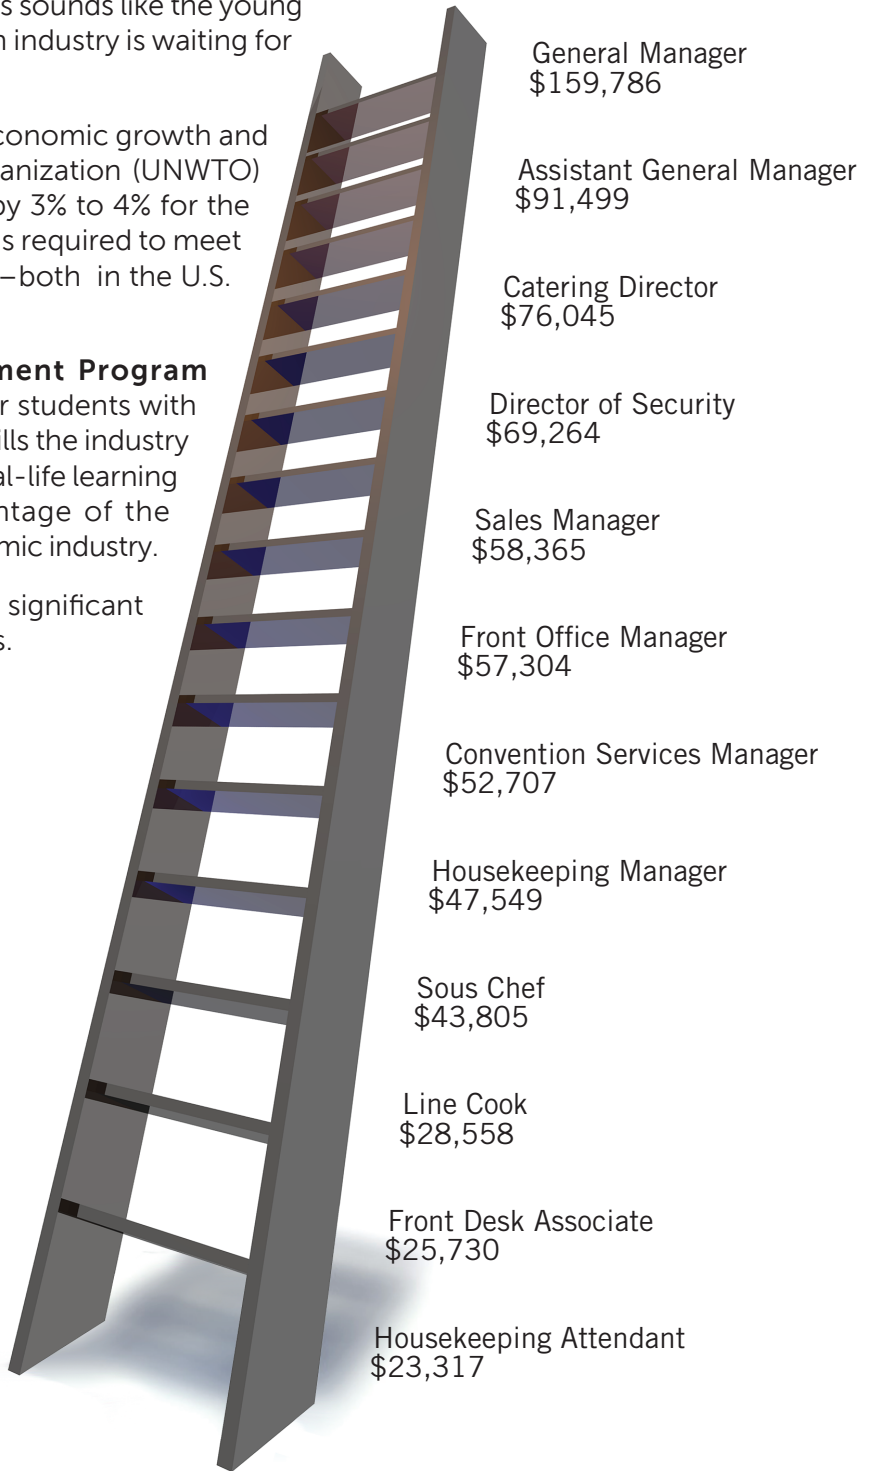 s sounds like the young
industry is waiting for
economic growth and
anization (UNWTO)
by 3% to 4% for the
s required to meet
–both in the U.S.
ment Program
r students with
ills the industry
al-life learning
ntage of the
mic industry.
significant
s.
General Manager
$159,786
Assistant General Manager
$91,499
Catering Director
$76,045
Director of Security
$69,264
Sales Manager
$58,365
Front Office Manager
$57,304
Convention Services Manager
$52,707
Housekeeping Manager
$47,549
Sous Chef
$43,805
Line Cook
$28,558
Front Desk Associate
$25,730
Housekeeping Attendant
$23,317